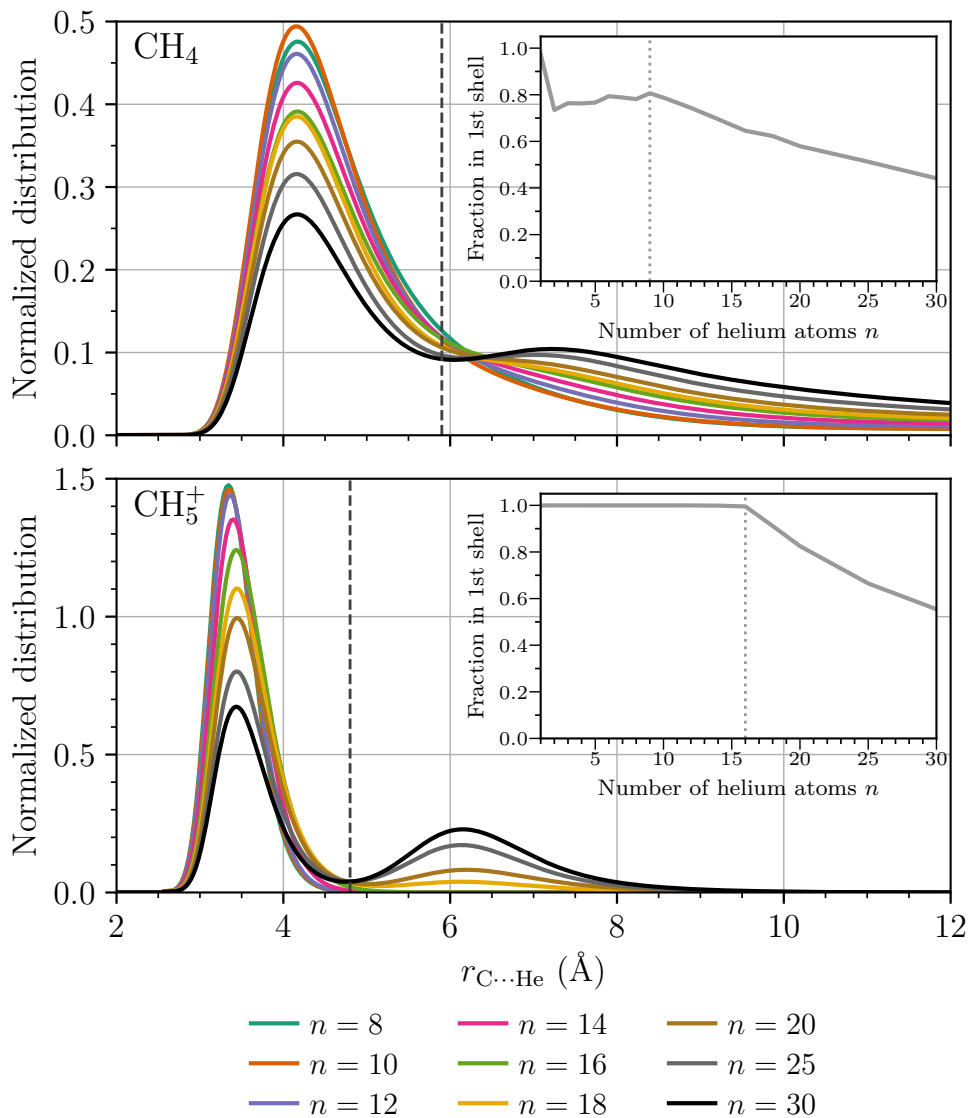 CH₄
Normalized distribution
0.5
0.4
0.3
0.2
0.1
0.0
Fraction in 1st shell
1.0
0.8
0.6
0.4
0.2
0.0
5 10 15 20 25 30
Number of helium atoms n
CH₅⁺
Normalized distribution
1.5
1.0
0.5
0.0
Fraction in 1st shell
1.0
0.8
0.6
0.4
0.2
0.0
5 10 15 20 25 30
Number of helium atoms n
2 4 6 8 10 12
r C···He (Å)
n = 8 n = 14 n = 20
n = 10 n = 16 n = 25
n = 12 n = 18 n = 30